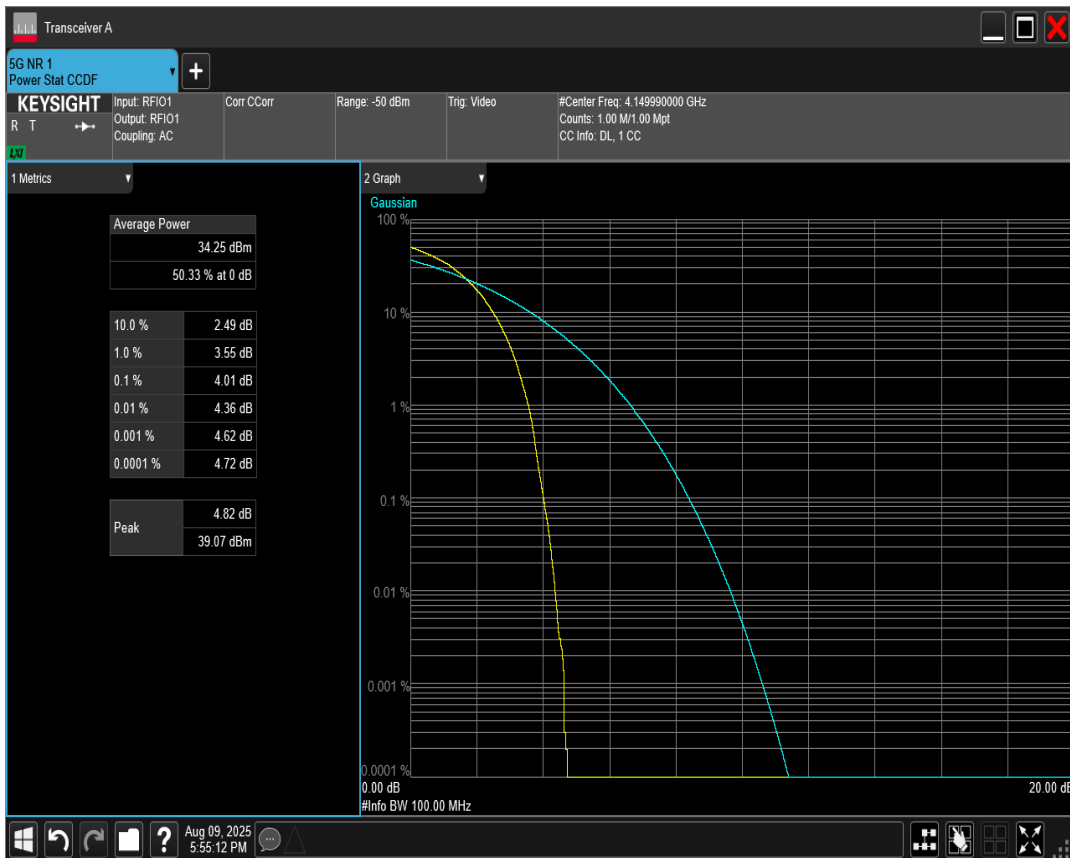 Transceiver A
5G NR 1
Power Stat CCDF
KEYSIGHT
R T
LXI
Input: RFIO1
Output: RFIO1
Coupling: AC
Corr CCorr
Range: -50 dBm
Trig: Video
#Center Freq: 4.149990000 GHz
Counts: 1.00 M/1.00 Mpt
CC Info: DL, 1 CC
1 Metrics
Average Power
34.25 dBm
50.33 % at 0 dB
10.0 % 2.49 dB
1.0 % 3.55 dB
0.1 % 4.01 dB
0.01 % 4.36 dB
0.001 % 4.62 dB
0.0001 % 4.72 dB
Peak
4.82 dB
39.07 dBm
2 Graph
Gaussian
100 %
10 %
1 %
0.1 %
0.01 %
0.001 %
0.0001 %
0.00 dB
20.00 dB
#Info BW 100.00 MHz
?
Aug 09, 2025
5:55:12 PM